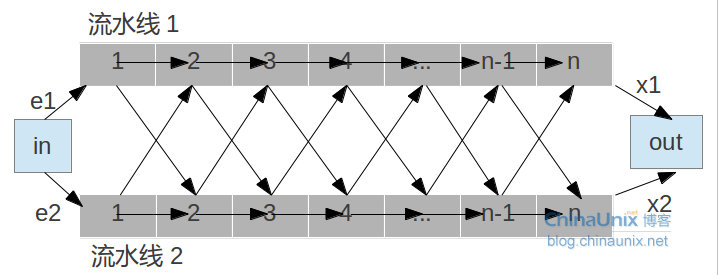 流水线 1
1 2 3 4 ... n-1 n
e1
x1
in
out
e2
x2
1 2 3 4 ... n-1 n
流水线 2
ChinaUnix.net 博客
blog.chinaunix.net